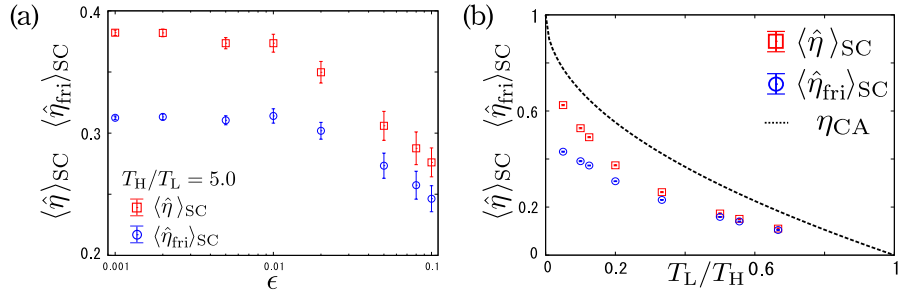 (a)
⟨η̂⟩SC ⟨η̂fri⟩SC
0.4
0.3
0.2
TH/TL = 5.0
⟨η̂⟩SC
⟨η̂fri⟩SC
0.001 0.01 0.1
ϵ
(b)
⟨η̂⟩SC ⟨η̂fri⟩SC
1
0.6
0.2
0
⟨η̂⟩SC
⟨η̂fri⟩SC
ηCA
0 0.2 0.6 1
TL/TH